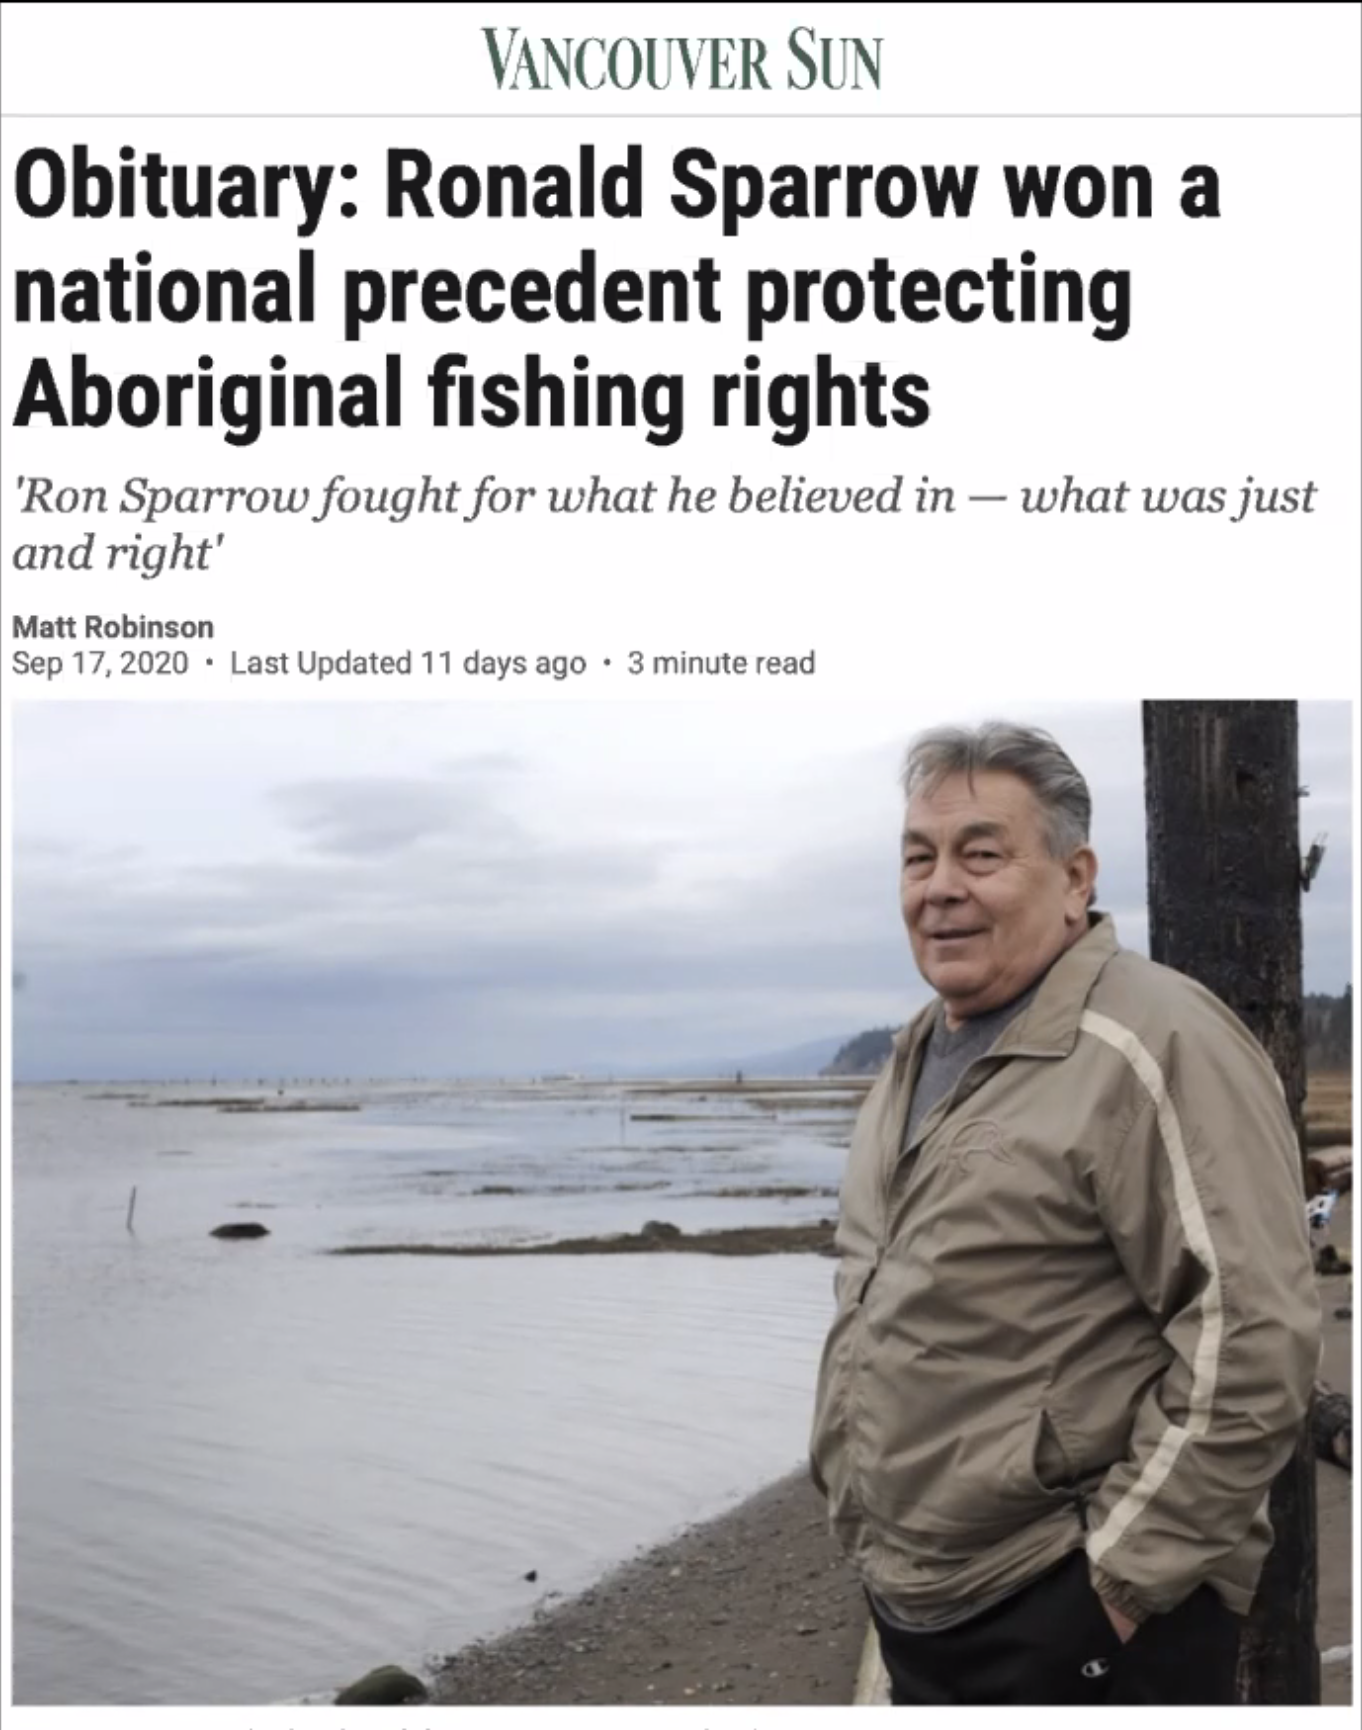 VANCOUVER SUN
Obituary: Ronald Sparrow won a
national precedent protecting
Aboriginal fishing rights
'Ron Sparrow fought for what he believed in — what was just
and right'
Matt Robinson
Sep 17, 2020 • Last Updated 11 days ago • 3 minute read